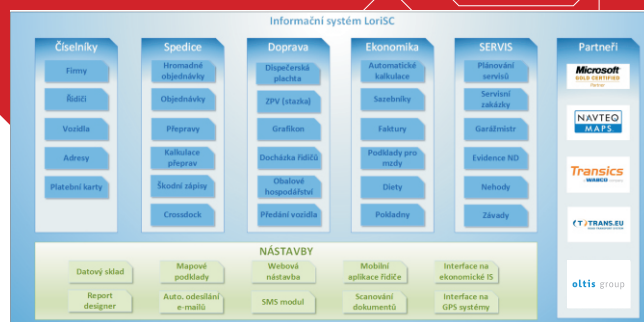 Informační systém LoriSC
Číselníky
Firmy
Řidiči
Vozidla
Adresy
Platební karty
Spedice
Hromadné
objednávky
Objednávky
Přepravy
Kalkulace
přeprav
Škodní zápisy
Crossdock
Doprava
Dispečerská
plachta
ZPV (stazka)
Grafikon
Docházka řidičů
Obalové
hospodářství
Předání vozidla
Ekonomika
Automatické
kalkulace
Sazebníky
Faktury
Podklady pro
mzdy
Diety
Pokladny
SERVIS
Plánování
servisů
Servisní
zakázky
Garážmistr
Evidence ND
Nehody
Závady
Partneři
Microsoft
GOLD CERTIFIED
Partner
NAVTEQ
MAPS.
Transics
WABCO
(T)TRANS.EU
oltis group
NÁSTAVBY
Datový sklad
Mapové
podklady
Webová
nástavba
Mobilní
aplikace řidiče
Interface na
ekonomické IS
Report
designer
Auto. odesílání
e-mailů
SMS modul
Scanování
dokumentů
Interface na
GPS systémy